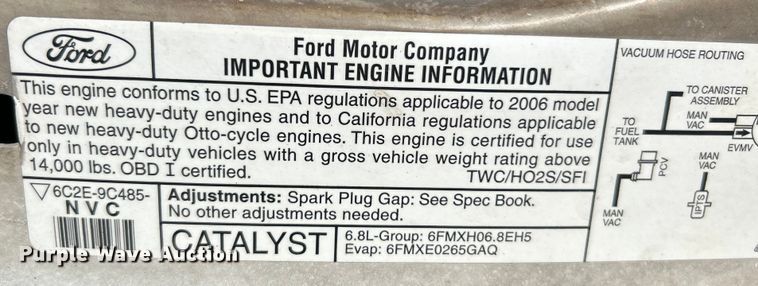 Ford
Ford Motor Company
IMPORTANT ENGINE INFORMATION
This engine conforms to U.S. EPA regulations applicable to 2006 model
year new heavy-duty engines and to California regulations applicable
to new heavy-duty Otto-cycle engines. This engine is certified for use
only in heavy-duty vehicles with a gross vehicle weight rating above
14,000 lbs. OBD I certified.
TWC/HO2S/SFI
6C2E-9C485-
NVC
Adjustments: Spark Plug Gap: See Spec Book.
No other adjustments needed.
CATALYST
6.8L-Group: 6FMXH06.8EH5
Evap: 6FMXE0265GAQ
VACUUM HOSE ROUTING
TO CANISTER
ASSEMBLY
TO
FUEL
TANK
MAN
VAC
EVMV
PCV
MAN
VAC
IPTS
MAN
VAC
Purple Wave Auction